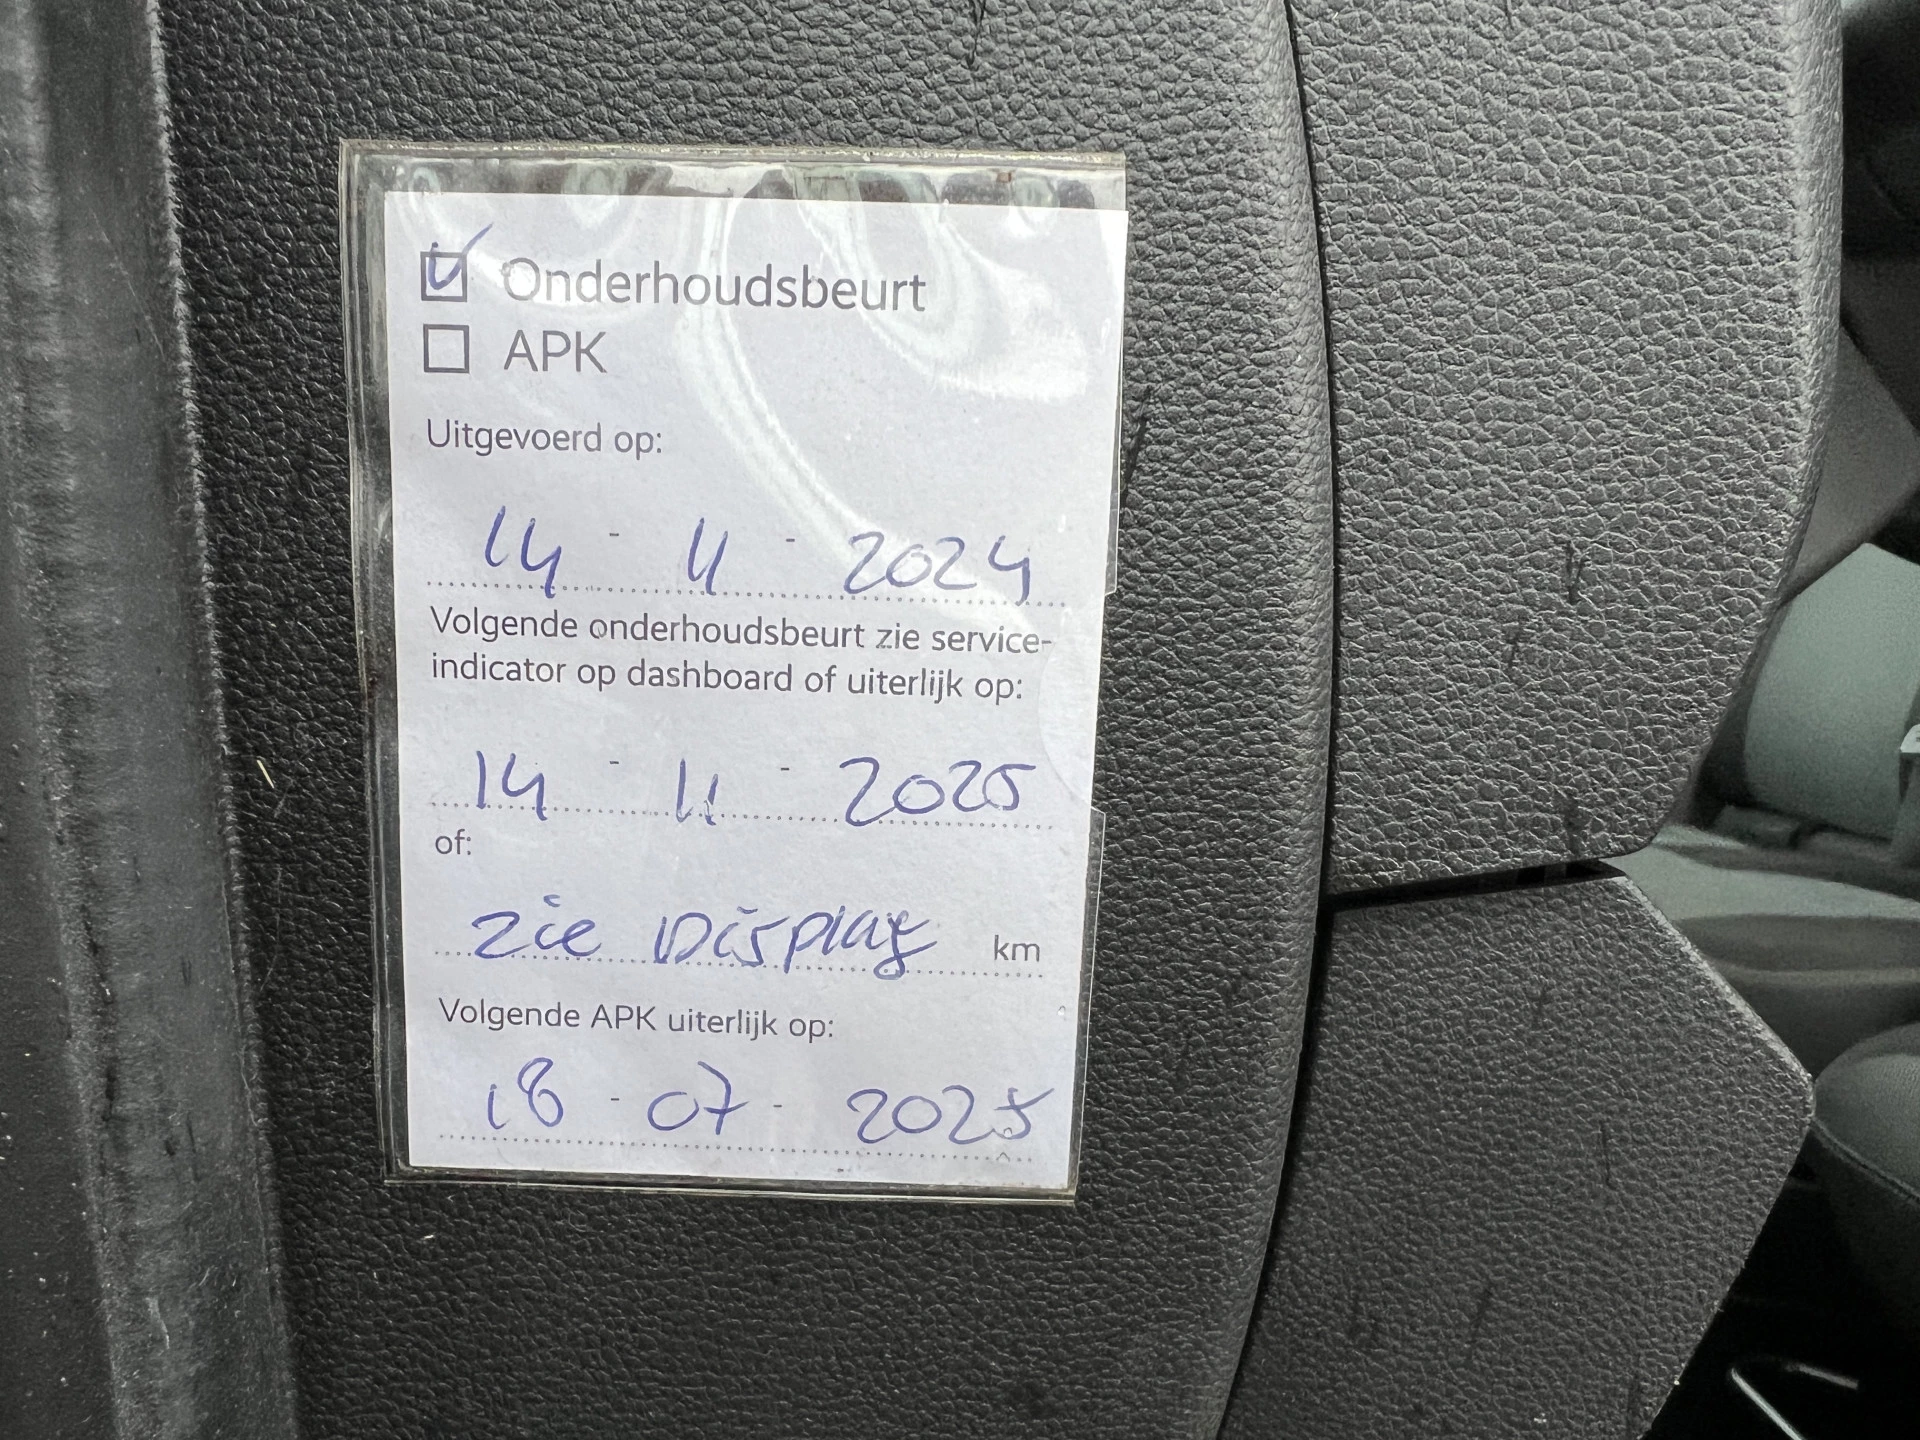 Onderhoudsbeurt
APK
Uitgevoerd op:
14 - 11 - 2024
Volgende onderhoudsbeurt zie service-
indicator op dashboard of uiterlijk op:
14 - 11 - 2025
of:
zie Display km
Volgende APK uiterlijk op:
18 - 07 - 2025